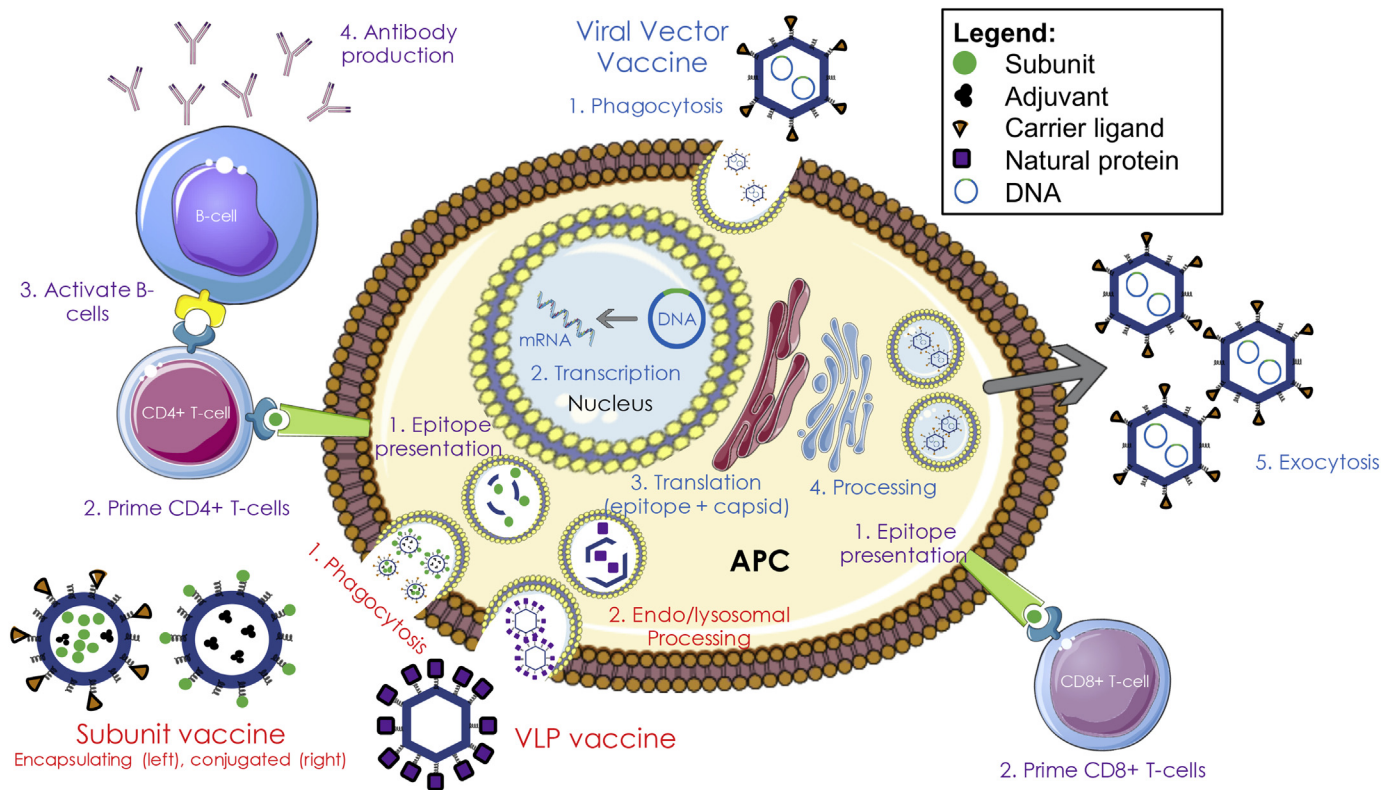 4. Antibody
production
Viral Vector
Vaccine
1. Phagocytosis
Legend:
Subunit
Adjuvant
Carrier ligand
Natural protein
DNA
B-cell
3. Activate B-
cells
CD4+ T-cell
2. Prime CD4+ T-cells
mRNA
DNA
2. Transcription
Nucleus
1. Epitope
presentation
3. Translation
(epitope + capsid)
4. Processing
5. Exocytosis
1. Epitope
presentation
APC
1. Phagocytosis
2. Endo/lysosomal
Processing
CD8+ T-cell
2. Prime CD8+ T-cells
Subunit vaccine
Encapsulating (left), conjugated (right)
VLP vaccine